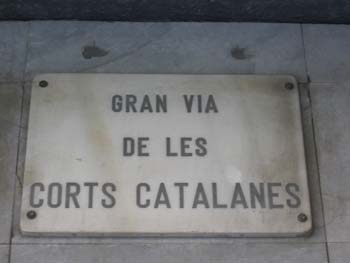 GRAN VIA
DE LES
CORTS CATALANES